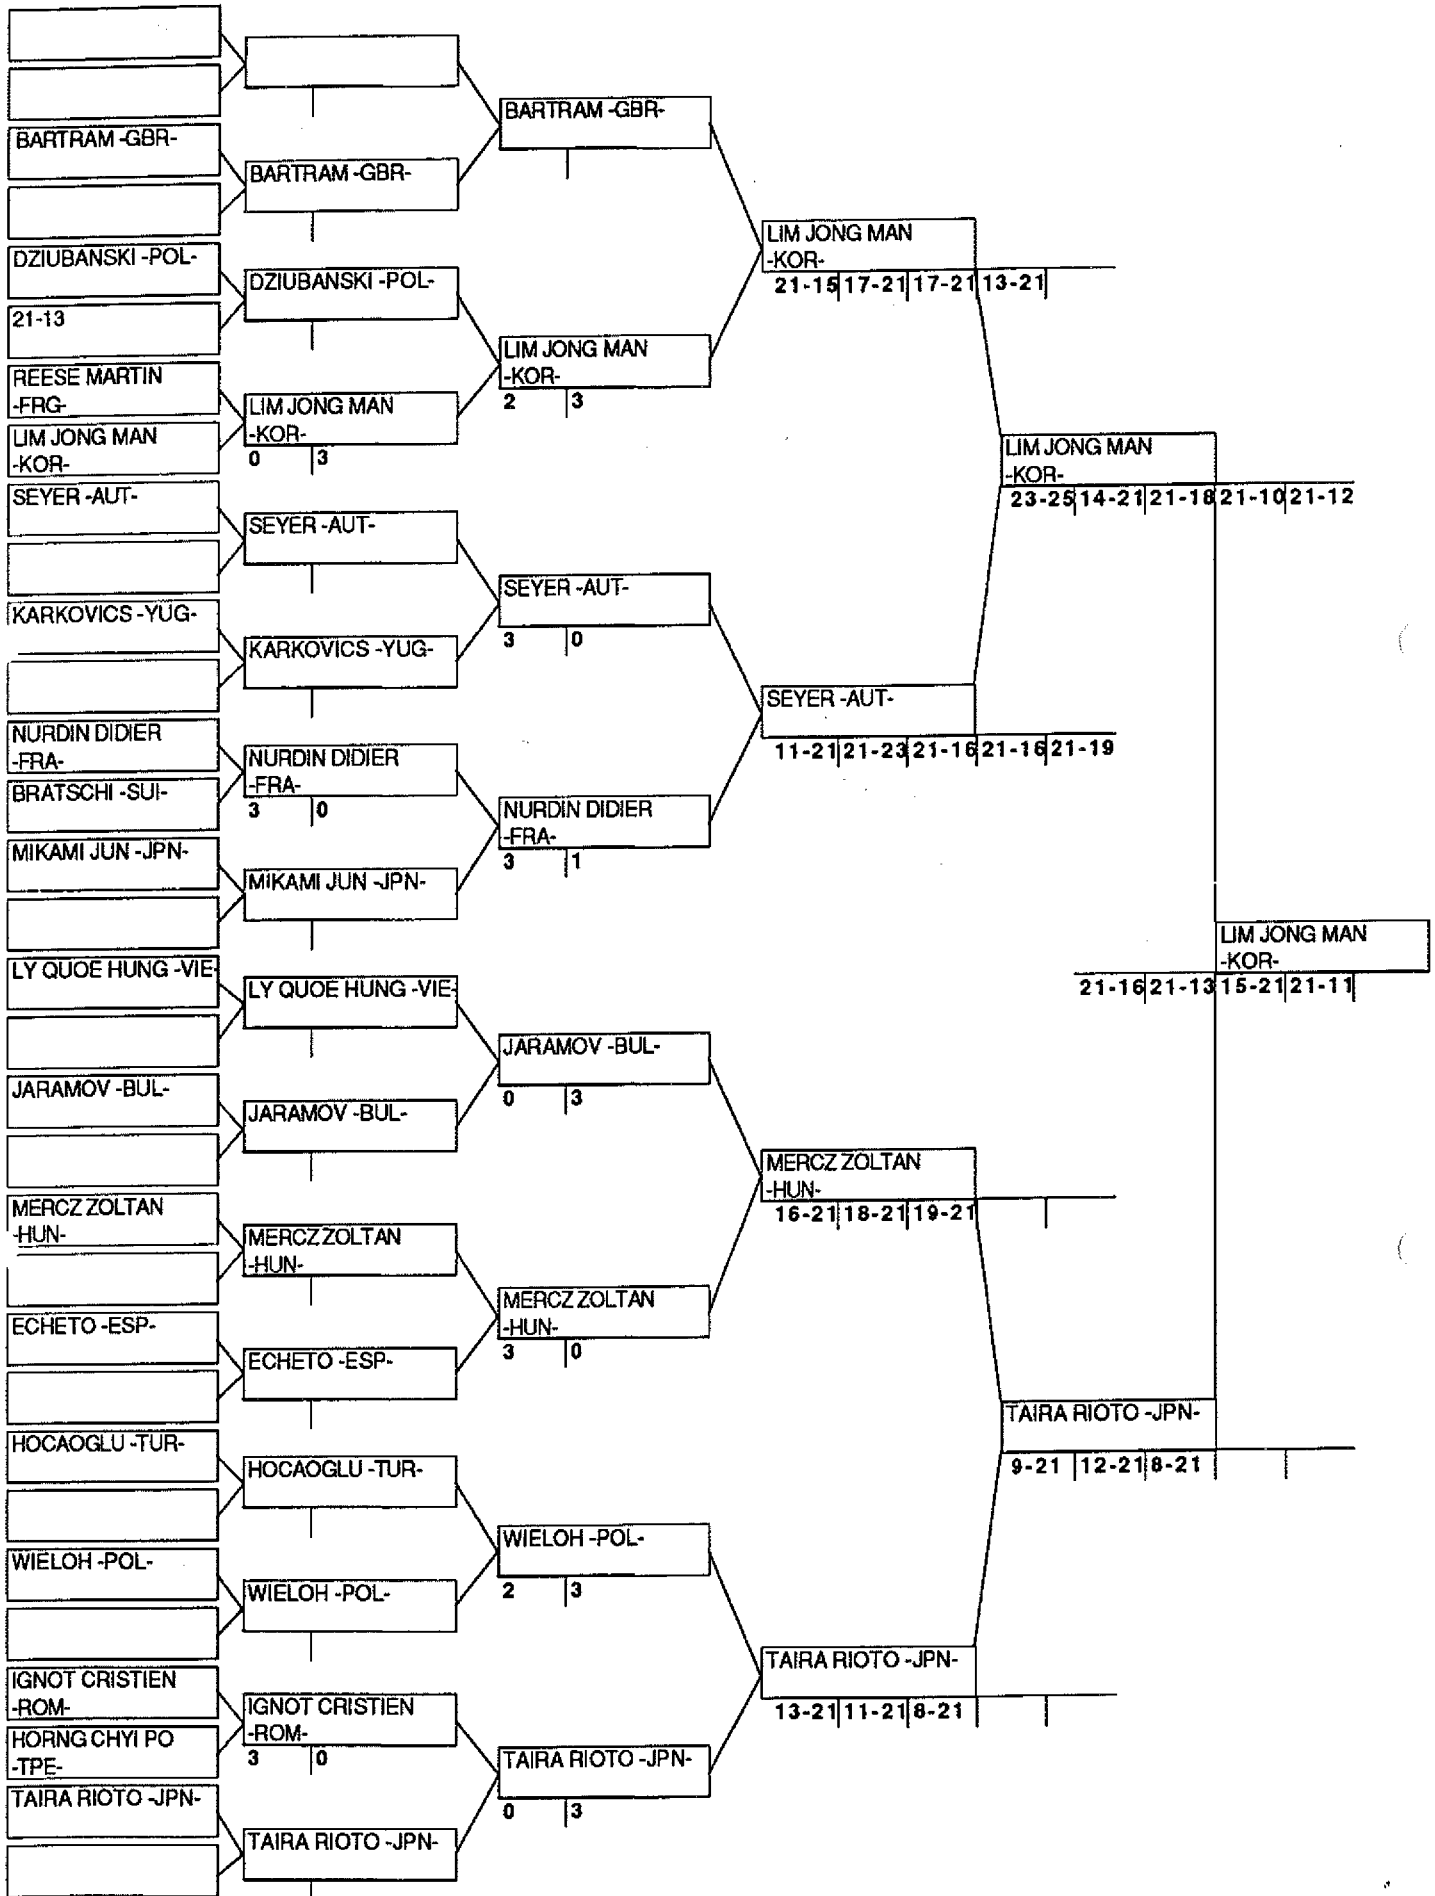 BARTRAM -GBR-
DZIUBANSKI -POL-
21-13
REESE MARTIN
-FRG-
LIM JONG MAN
-KOR-
SEYER -AUT-
KARKOVICS -YUG-
NURDIN DIDIER
-FRA-
BRATSCHI -SUI-
MIKAMI JUN -JPN-
LY QUOE HUNG -VIE-
JARAMOV -BUL-
MERCZ ZOLTAN
-HUN-
ECHETO -ESP-
HOCAOGLU -TUR-
WIELOH -POL-
IGNOT CRISTIEN
-ROM-
HORNG CHYI PO
-TPE-
TAIRA RIOTO -JPN-
BARTRAM -GBR-
DZIUBANSKI -POL-
LIM JONG MAN
-KOR-
0 3
SEYER -AUT-
KARKOVICS -YUG-
NURDIN DIDIER
-FRA-
3 0
MIKAMI JUN -JPN-
LY QUOE HUNG -VIE-
JARAMOV -BUL-
MERCZ ZOLTAN
-HUN-
ECHETO -ESP-
HOCAOGLU -TUR-
WIELOH -POL-
IGNOT CRISTIEN
-ROM-
3 0
TAIRA RIOTO -JPN-
BARTRAM -GBR-
LIM JONG MAN
-KOR-
2 3
SEYER -AUT-
3 0
NURDIN DIDIER
-FRA-
3 1
JARAMOV -BUL-
0 3
MERCZ ZOLTAN
-HUN-
3 0
WIELOH -POL-
2 3
TAIRA RIOTO -JPN-
0 3
LIM JONG MAN
-KOR-
21-15 17-21 17-21 13-21
SEYER -AUT-
11-21 21-23 21-16 21-16 21-19
MERCZ ZOLTAN
-HUN-
16-21 18-21 19-21
TAIRA RIOTO -JPN-
13-21 11-21 8-21
LIM JONG MAN
-KOR-
23-25 14-21 21-18 21-10 21-12
TAIRA RIOTO -JPN-
9-21 12-21 8-21
LIM JONG MAN
-KOR-
21-16 21-13 15-21 21-11